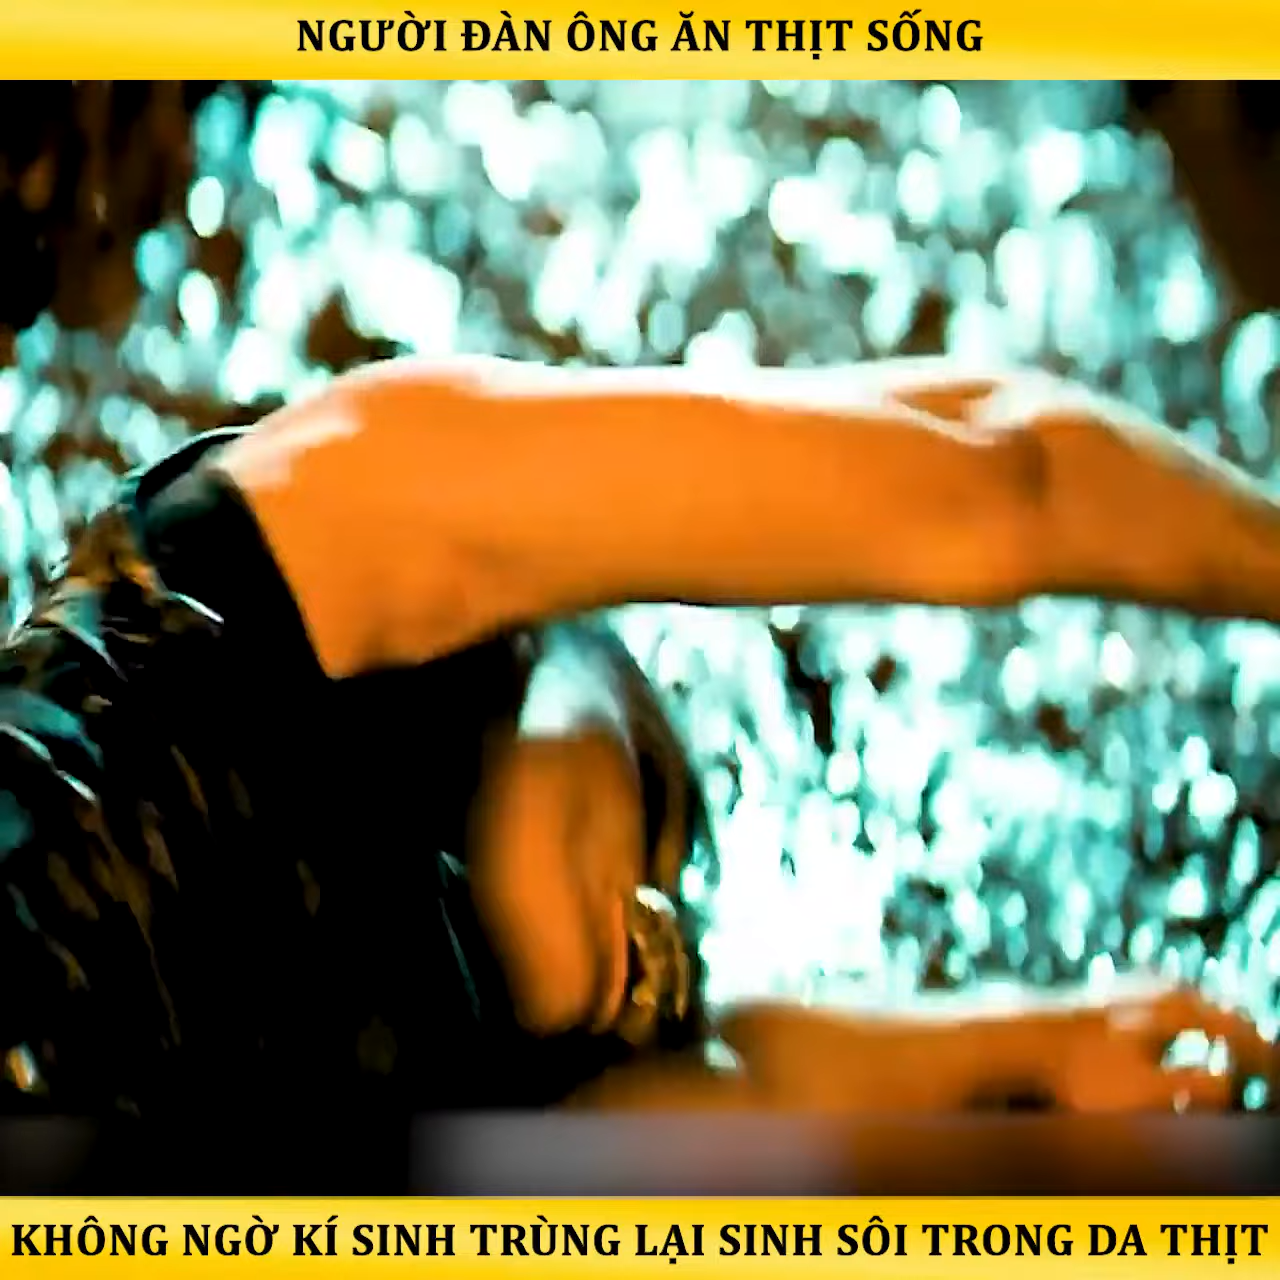 NGƯỜI ĐÀN ÔNG ĂN THỊT SỐNG
KHÔNG NGỜ KÍ SINH TRÙNG LẠI SINH SÔI TRONG DA THỊT